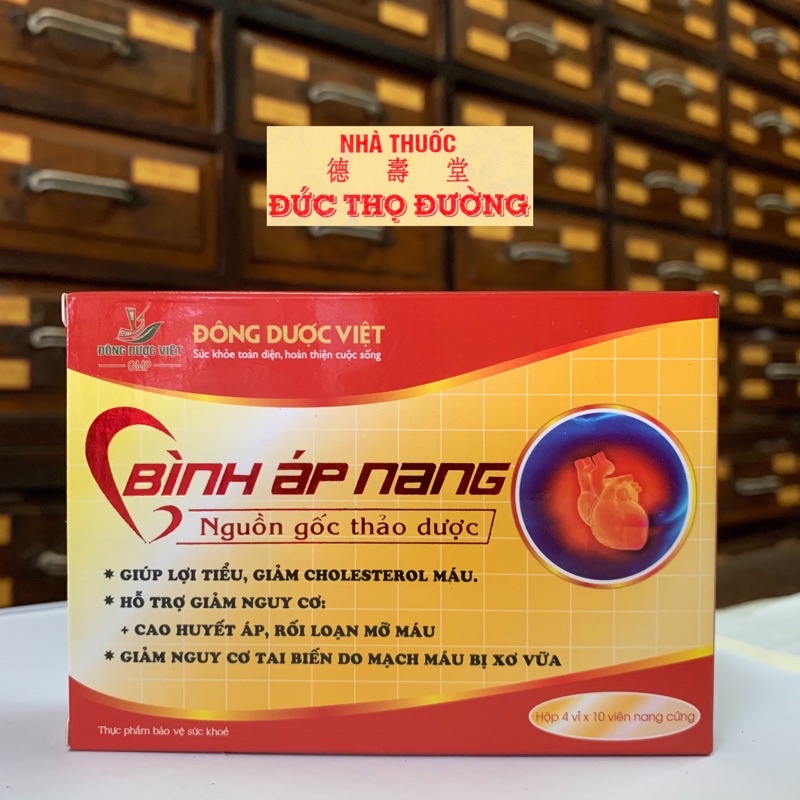 NHÀ THUỐC
德壽堂
ĐỨC THỌ ĐƯỜNG
ĐÔNG DƯỢC VIỆT
GMP
ĐÔNG DƯỢC VIỆT
Sức khỏe toàn diện, hoàn thiện cuộc sống
BÌNH ÁP NANG
Nguồn gốc thảo dược
* GIÚP LỢI TIỂU, GIẢM CHOLESTEROL MÁU.
* HỖ TRỢ GIẢM NGUY CƠ:
+ CAO HUYẾT ÁP, RỐI LOẠN MỠ MÁU
* GIẢM NGUY CƠ TAI BIẾN DO MẠCH MÁU BỊ XƠ VỮA
Hộp 4 vỉ x 10 viên nang cứng
Thực phẩm bảo vệ sức khoẻ